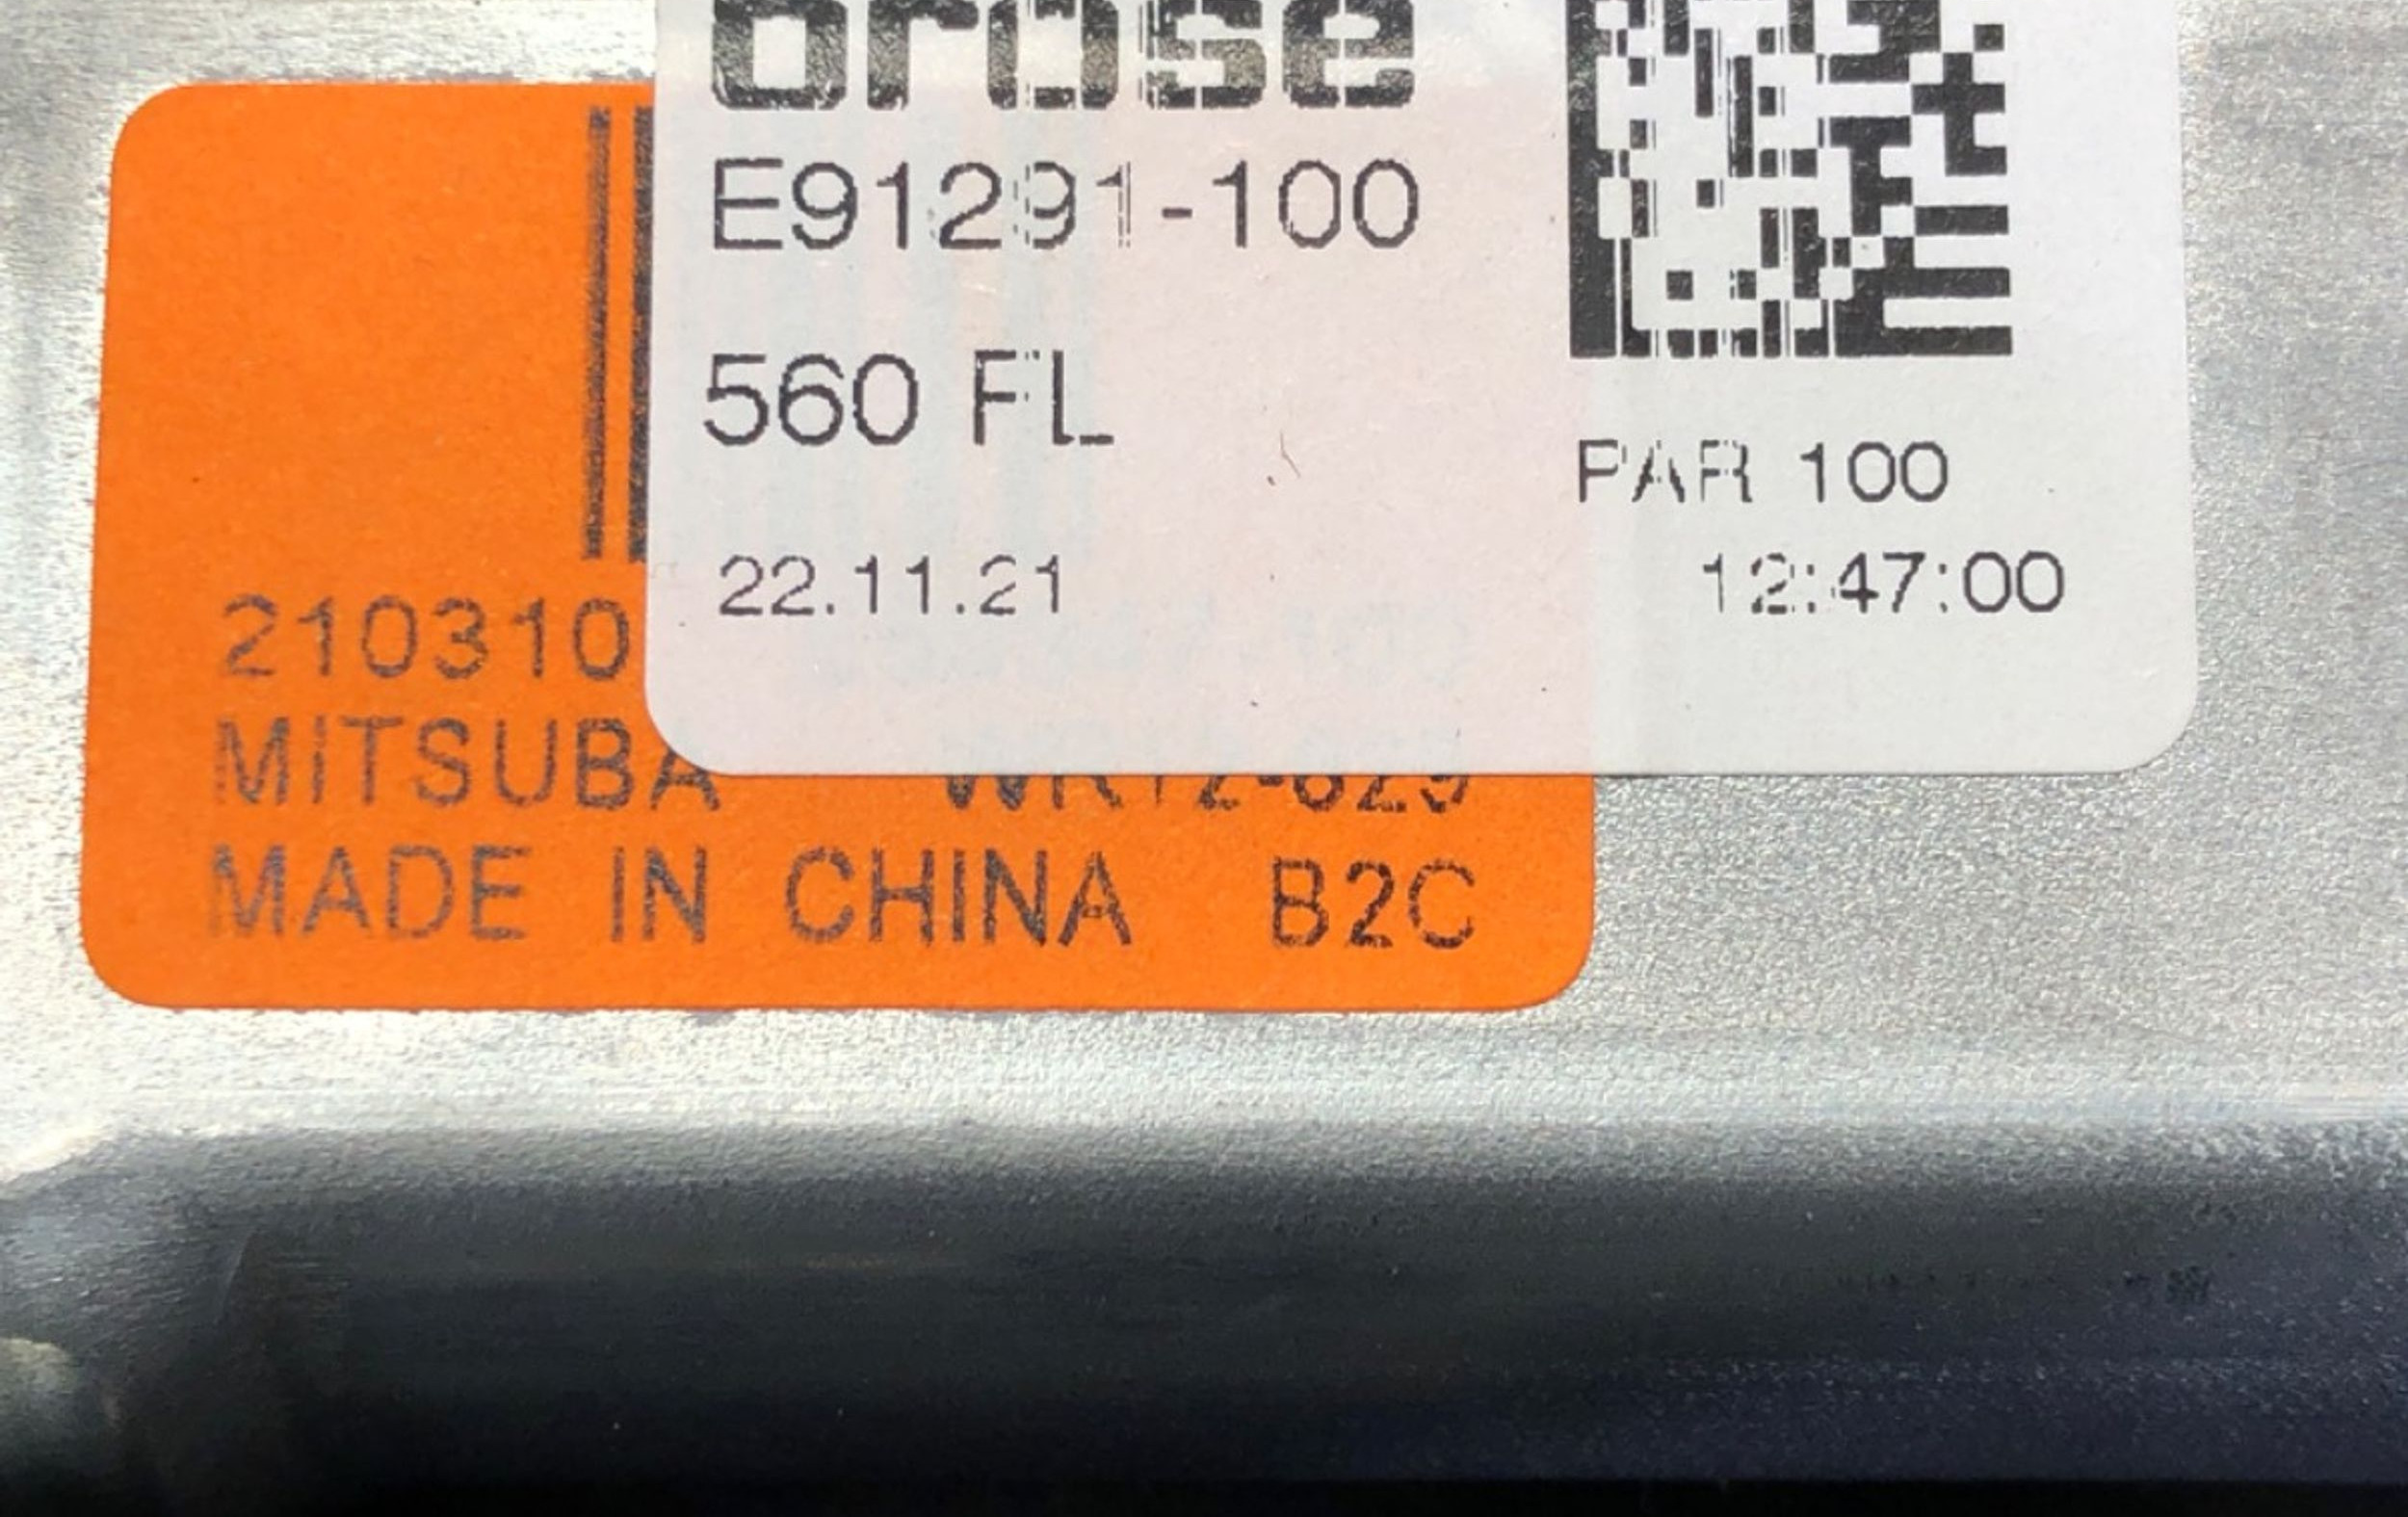 brose
E91291-100
560 FL
PAR 100
22.11.21 12:47:00
210310
MITSUBA
MADE IN CHINA B2C